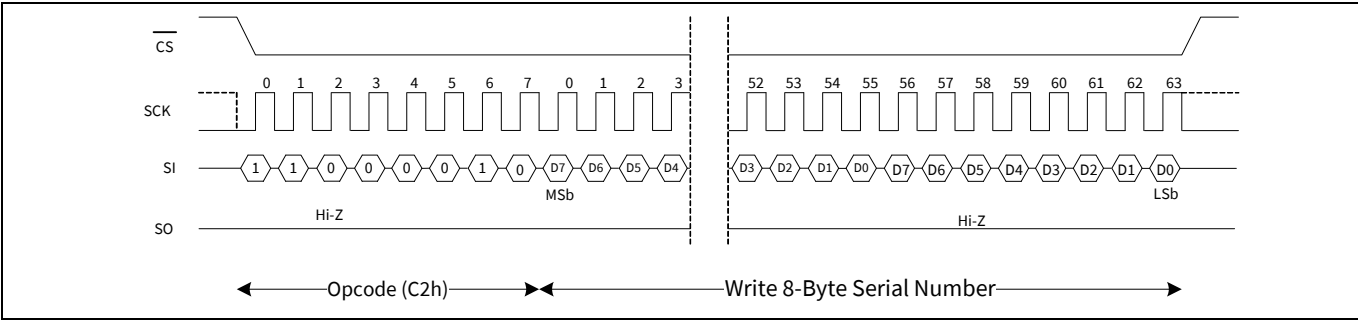 CS
0 1 2 3 4 5 6 7 0 1 2 3 52 53 54 55 56 57 58 59 60 61 62 63
SCK
SI 1 1 0 0 0 0 1 0 D7 D6 D5 D4 D3 D2 D1 D0 D7 D6 D5 D4 D3 D2 D1 D0
MSb LSb
Hi-Z Hi-Z
SO
Opcode (C2h) Write 8-Byte Serial Number